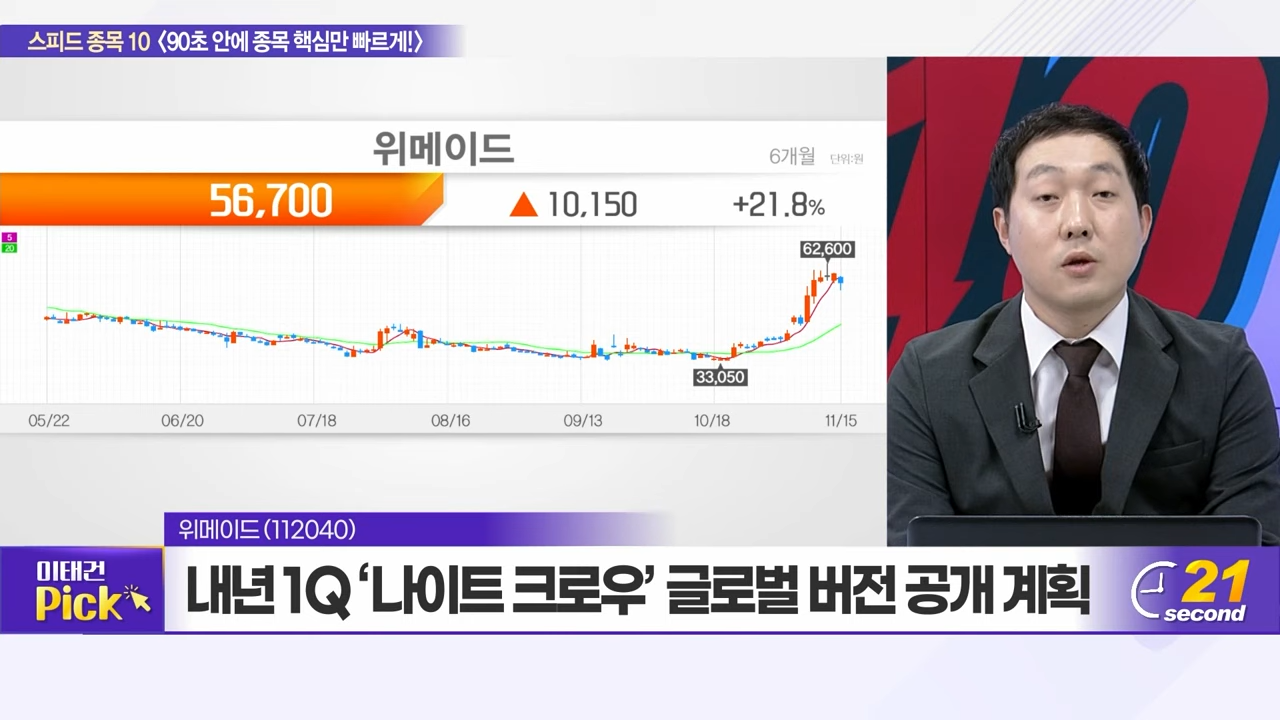 스피드 종목 10 〈90초 안에 종목 핵심만 빠르게!〉
위메이드
6개월 단위:원
56,700 ▲ 10,150 +21.8%
5
20
62,600
33,050
05/22 06/20 07/18 08/16 09/13 10/18 11/15
10
위메이드(112040)
이태건
Pick
내년 1Q ‘나이트 크로우’ 글로벌 버전 공개 계획
21
second